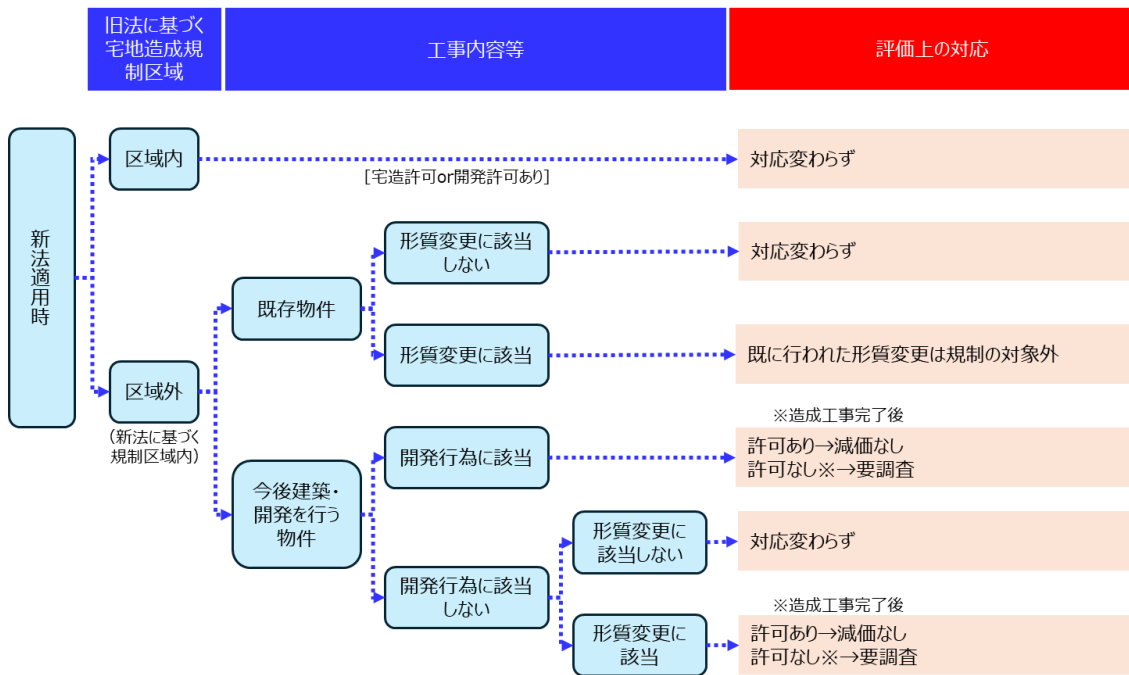 旧法に基づく
宅地造成規
制区域
工事内容等
評価上の対応
新法適用時
区域内
[宅造許可or開発許可あり]
対応変わらず
区域外
（新法に基づく
規制区域内）
既存物件
形質変更に該当
しない
対応変わらず
形質変更に該当
既に行われた形質変更は規制の対象外
今後建築・
開発を行う
物件
開発行為に該当
※造成工事完了後
許可あり→減価なし
許可なし※→要調査
開発行為に該当
しない
形質変更に
該当しない
対応変わらず
形質変更に
該当
※造成工事完了後
許可あり→減価なし
許可なし※→要調査